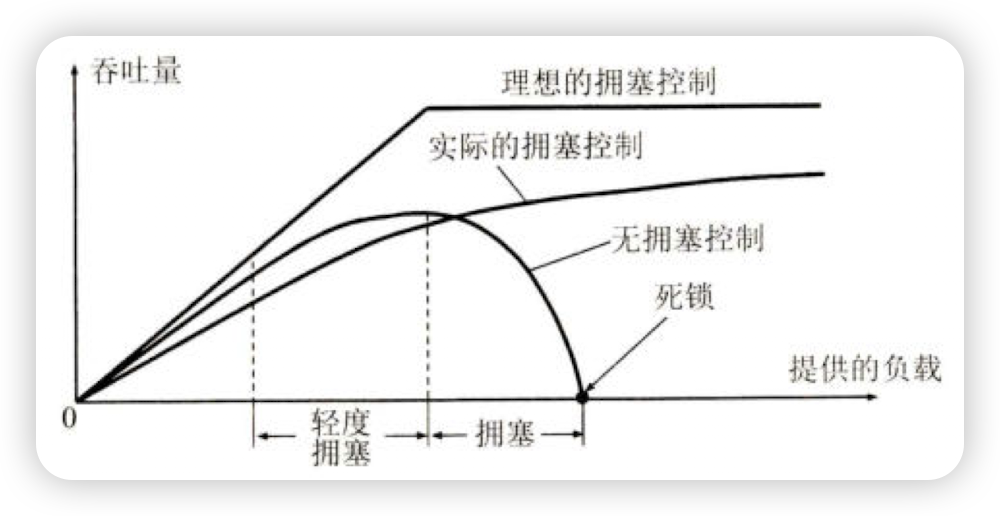 吞吐量
理想的拥塞控制
实际的拥塞控制
无拥塞控制
死锁
提供的负载
0
轻度
拥塞
拥塞